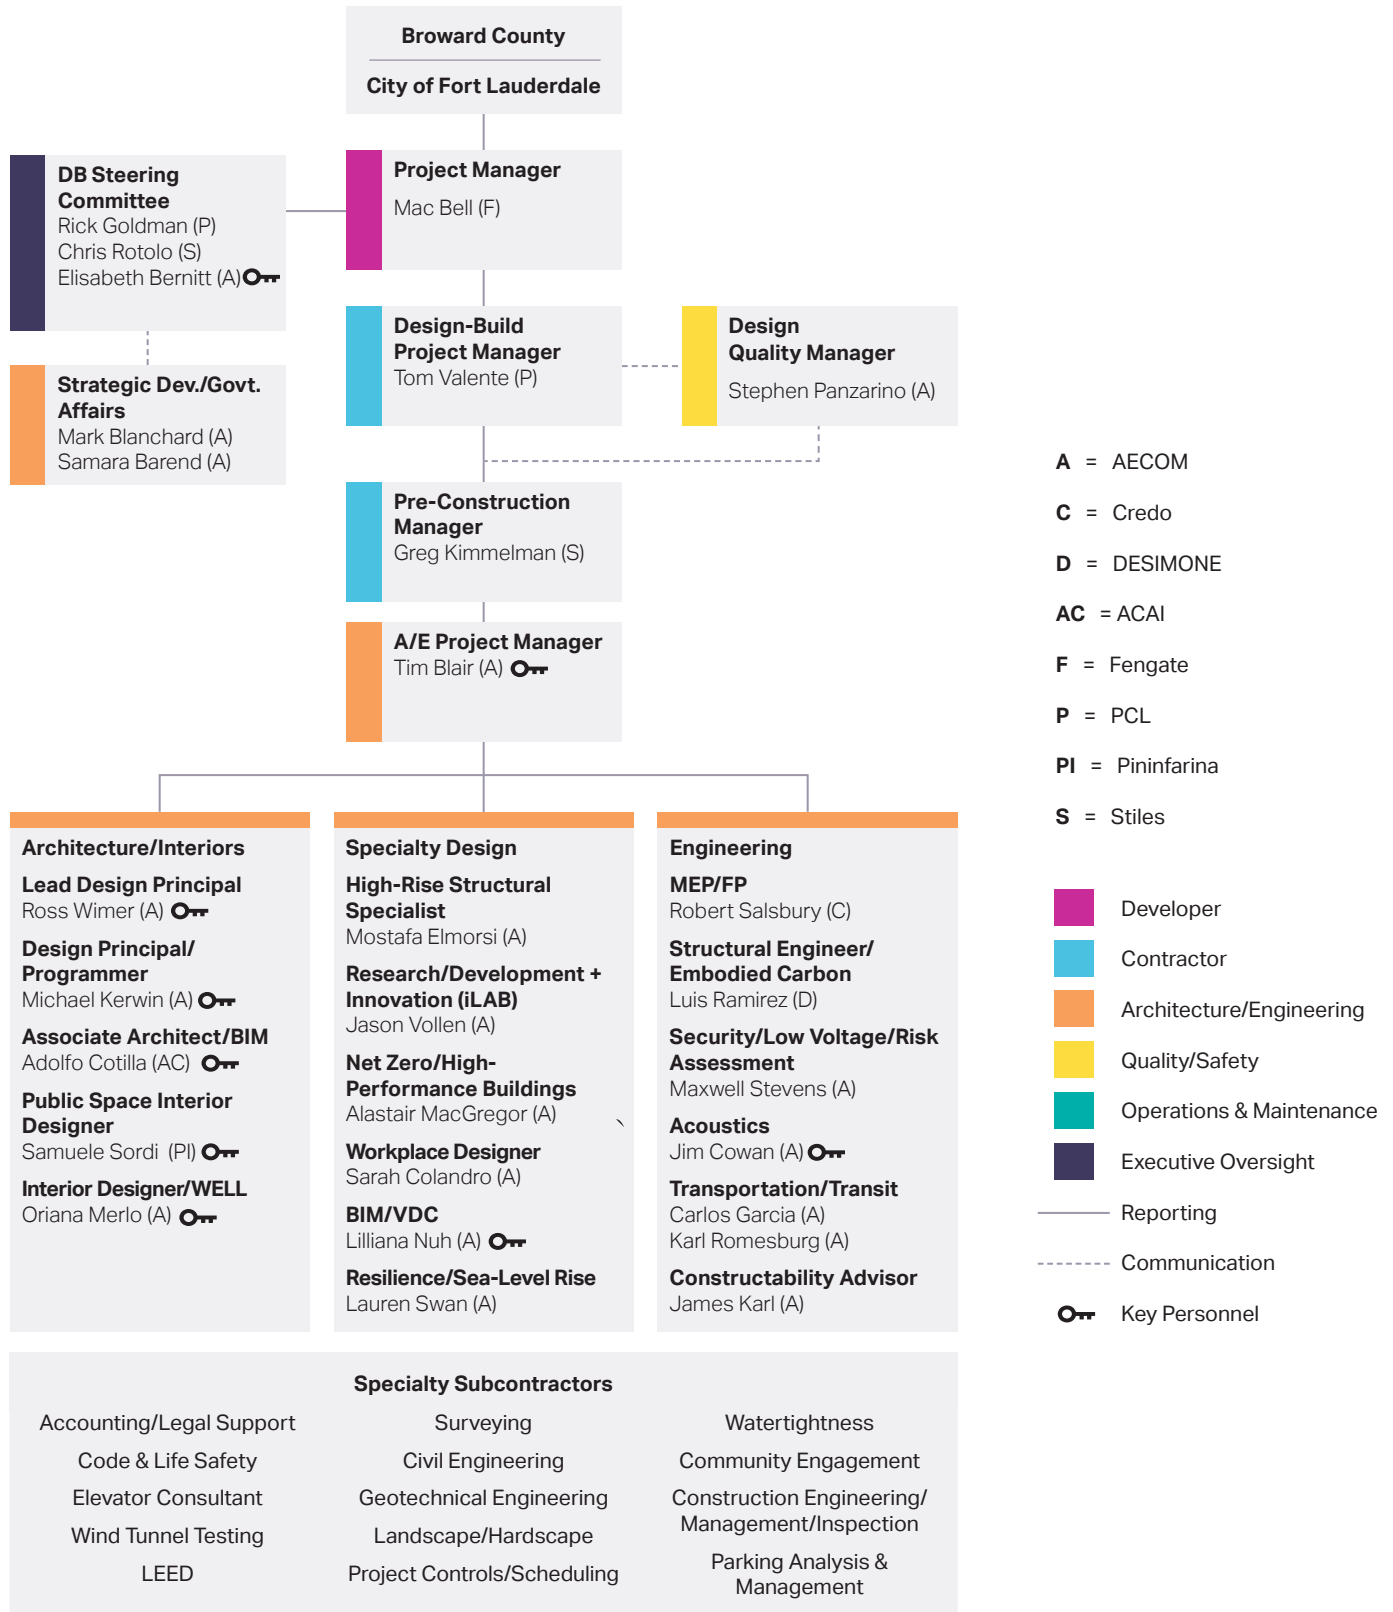 Broward County
City of Fort Lauderdale
DB Steering
Committee
Rick Goldman (P)
Chris Rotolo (S)
Elisabeth Bernitt (A)
Project Manager
Mac Bell (F)
Strategic Dev./Govt.
Affairs
Mark Blanchard (A)
Samara Barend (A)
Design-Build
Project Manager
Tom Valente (P)
Design
Quality Manager
Stephen Panzarino (A)
Pre-Construction
Manager
Greg Kimmelman (S)
A/E Project Manager
Tim Blair (A)
Architecture/Interiors
Lead Design Principal
Ross Wimer (A)
Design Principal/
Programmer
Michael Kerwin (A)
Associate Architect/BIM
Adolfo Cotilla (AC)
Public Space Interior
Designer
Samuele Sordi (PI)
Interior Designer/WELL
Oriana Merlo (A)
Specialty Design
High-Rise Structural
Specialist
Mostafa Elmorsi (A)
Research/Development +
Innovation (iLAB)
Jason Vollen (A)
Net Zero/High-
Performance Buildings
Alastair MacGregor (A)
Workplace Designer
Sarah Colandro (A)
BIM/VDC
Lilliana Nuh (A)
Resilience/Sea-Level Rise
Lauren Swan (A)
Engineering
MEP/FP
Robert Salsbury (C)
Structural Engineer/
Embodied Carbon
Luis Ramirez (D)
Security/Low Voltage/Risk
Assessment
Maxwell Stevens (A)
Acoustics
Jim Cowan (A)
Transportation/Transit
Carlos Garcia (A)
Karl Romesburg (A)
Constructability Advisor
James Karl (A)
Specialty Subcontractors
Accounting/Legal Support
Code & Life Safety
Elevator Consultant
Wind Tunnel Testing
LEED
Surveying
Civil Engineering
Geotechnical Engineering
Landscape/Hardscape
Project Controls/Scheduling
Watertightness
Community Engagement
Construction Engineering/
Management/Inspection
Parking Analysis &
Management
A = AECOM
C = Credo
D = DESIMONE
AC = ACAI
F = Fengate
P = PCL
PI = Pininfarina
S = Stiles
Developer
Contractor
Architecture/Engineering
Quality/Safety
Operations & Maintenance
Executive Oversight
Reporting
Communication
Key Personnel